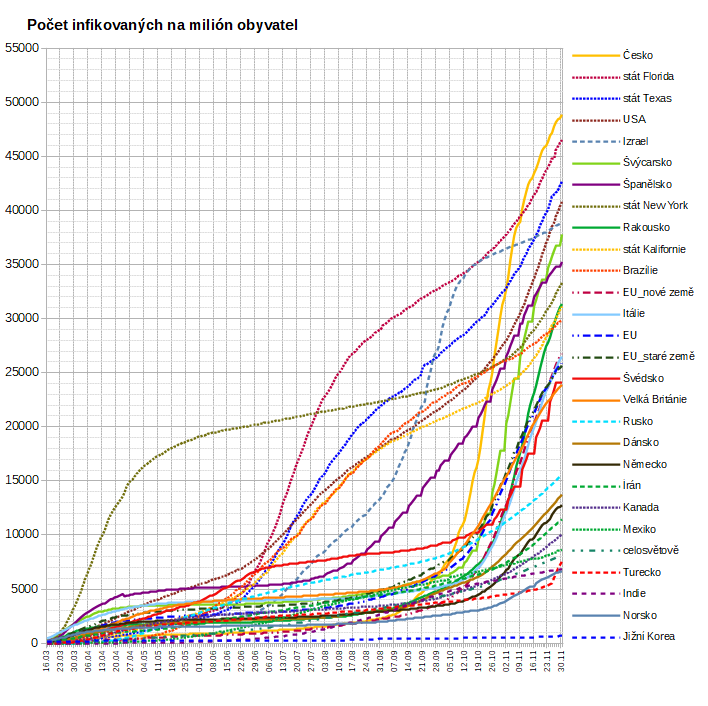 Počet infikovaných na milión obyvatel
55000
50000
45000
40000
35000
30000
25000
20000
15000
10000
5000
0
16.03
23.03
30.03
06.04
13.04
20.04
27.04
04.05
11.05
18.05
25.05
01.06
08.06
15.06
22.06
29.06
06.07
13.07
20.07
27.07
03.08
10.08
17.08
24.08
31.08
07.09
14.09
21.09
28.09
05.10
12.10
19.10
26.10
02.11
09.11
16.11
23.11
30.11
Česko
stát Florida
stát Texas
USA
Izrael
Švýcarsko
Španělsko
stát New York
Rakousko
stát Kalifornie
Brazílie
EU_nové země
Itálie
EU
EU_staré země
Švédsko
Velká Británie
Rusko
Dánsko
Německo
Írán
Kanada
Mexiko
celosvětově
Turecko
Indie
Norsko
Jižní Korea